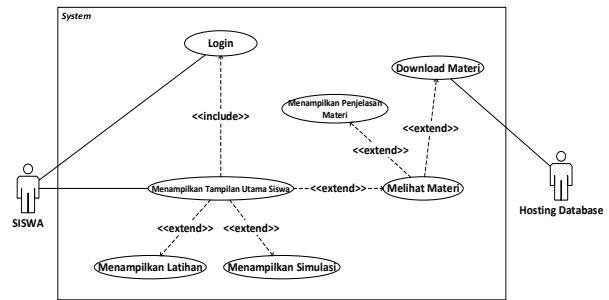 System
Login
Download Materi
<<include>>
Menampilkan Penjelasan
Materi
<<extend>>
<<extend>>
SISWA
Menampilkan Tampilan Utama Siswa
<<extend>>
Melihat Materi
Hosting Database
<<extend>>
<<extend>>
Menampilkan Latihan
Menampilkan Simulasi